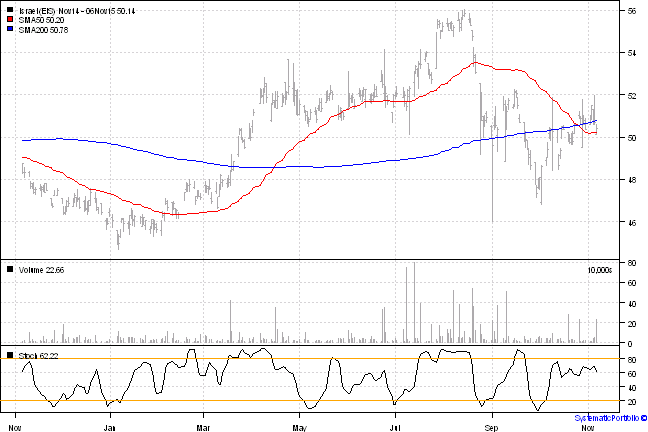 Israel (EIS) Nov14 - 06Nov15 50.14
SMA50 50.20
SMA200 50.78
56
54
52
50
48
46
Volume 22.66
10,000s
80
60
40
20
0
Stoch 62.22
80
60
40
20
Nov Jan Mar May Jul Sep Nov
SystematicPortfolio ©